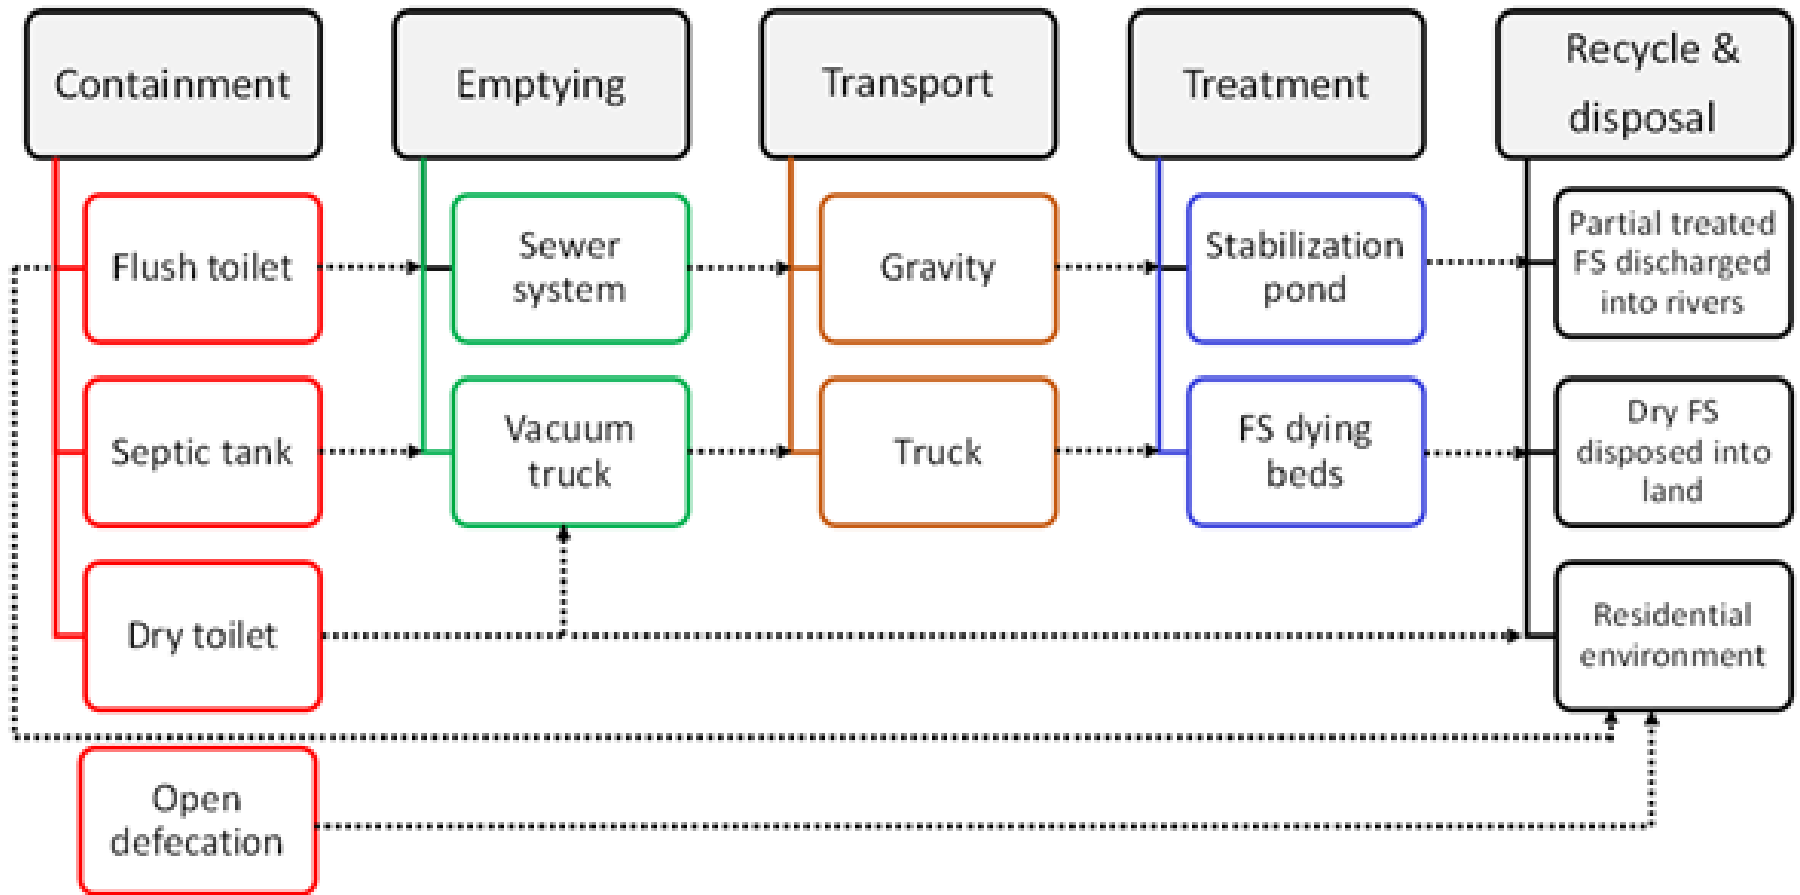 Containment
Emptying
Transport
Treatment
Recycle &
disposal
Flush toilet
Sewer
system
Gravity
Stabilization
pond
Partial treated
FS discharged
into rivers
Septic tank
Vacuum
truck
Truck
FS dying
beds
Dry FS
disposed into
land
Dry toilet
Residential
environment
Open
defecation